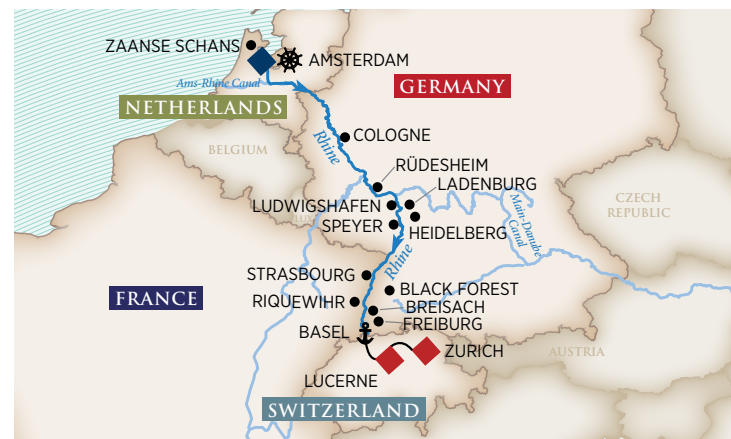 ZAANSE SCHANS
AMSTERDAM
Ams-Rhine Canal
GERMANY
NETHERLANDS
COLOGNE
Rhine
BELGIUM
RÜDESHEIM
LADENBURG
CZECH
REPUBLIC
LUDWIGSHAFEN
LUX
SPEYER
HEIDELBERG
Main-Danube
Canal
Rhine
STRASBOURG
BLACK FOREST
FRANCE
RIQUEWIHR
BREISACH
FREIBURG
BASEL
ZURICH
AUSTRIA
LUCERNE
SWITZERLAND